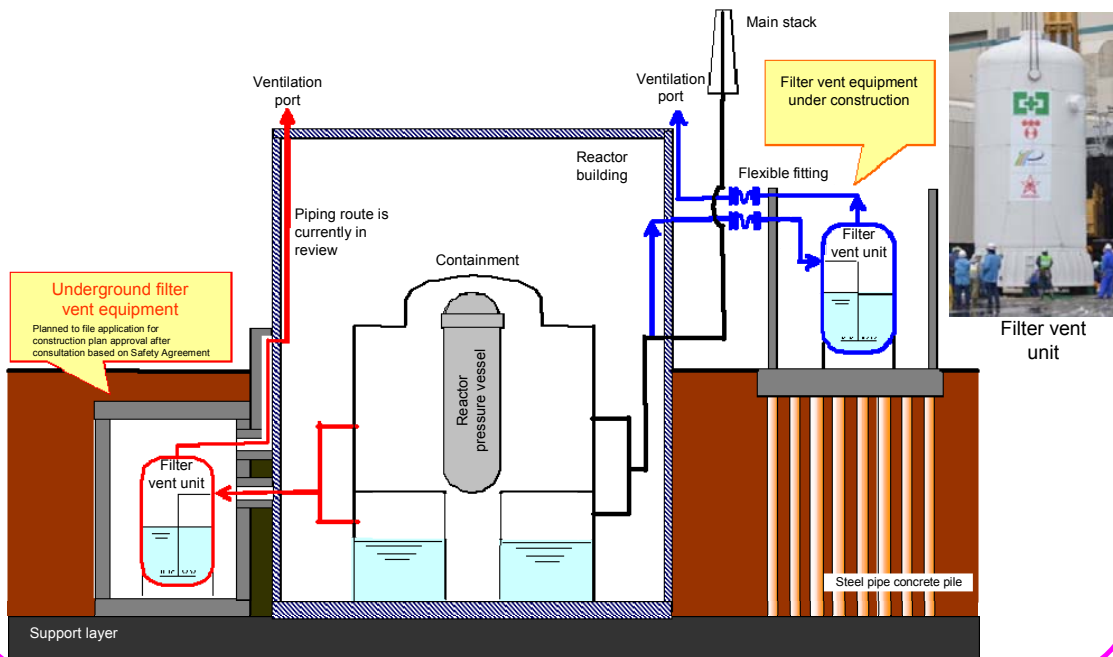 Main stack
Ventilation
port
Ventilation
port
Filter vent equipment
under construction
Reactor
building
Flexible fitting
Piping route is
currently in
review
Filter
vent unit
Containment
Underground filter
vent equipment
Planned to file application for
construction plan approval after
consultation based on Safety Agreement
Filter vent
unit
Reactor
pressure vessel
Filter
vent unit
Steel pipe concrete pile
Support layer